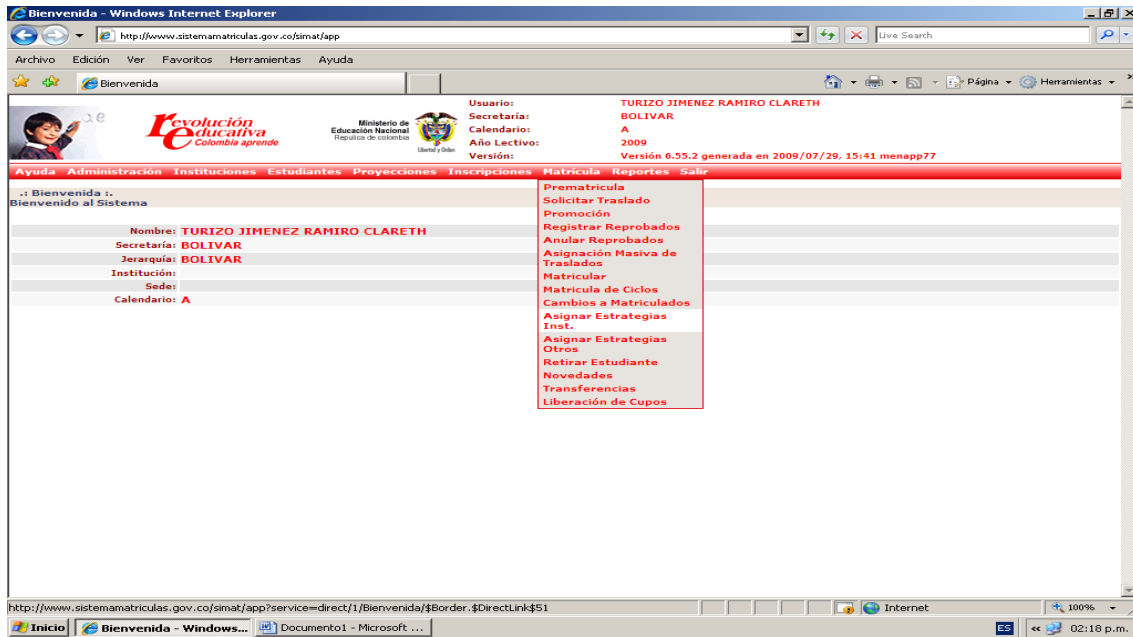 Bienvenida - Windows Internet Explorer
http://www.sistemamatriculas.gov.co/simat/app
Live Search
Archivo Edición Ver Favoritos Herramientas Ayuda
Bienvenida
Página Herramientas
revolución
educativa
Colombia aprende
Ministerio de
Educación Nacional
Republica de colombia
Libertad y Orden
Usuario: TURIZO JIMENEZ RAMIRO CLARETH
Secretaría: BOLIVAR
Calendario: A
Año Lectivo: 2009
Versión: Versión 6.55.2 generada en 2009/07/29, 15:41 menapp77
Ayuda Administración Instituciones Estudiantes Proyecciones Inscripciones Matrícula Reportes Salir
.: Bienvenida :.
Bienvenido al Sistema
Nombre: TURIZO JIMENEZ RAMIRO CLARETH
Secretaría: BOLIVAR
Jerarquía: BOLIVAR
Institución:
Sede:
Calendario: A
Prematricula
Solicitar Traslado
Promoción
Registrar Reprobados
Anular Reprobados
Asignación Masiva de
Traslados
Matricular
Matricula de Ciclos
Cambios a Matriculados
Asignar Estrategias
Inst.
Asignar Estrategias
Otros
Retirar Estudiante
Novedades
Transferencias
Liberación de Cupos
http://www.sistemamatriculas.gov.co/simat/app?service=direct/1/Bienvenida/$Border.$DirectLink$51
Internet
100%
Inicio
Bienvenida - Windows...
Documento1 - Microsoft ...
ES
02:18 p.m.